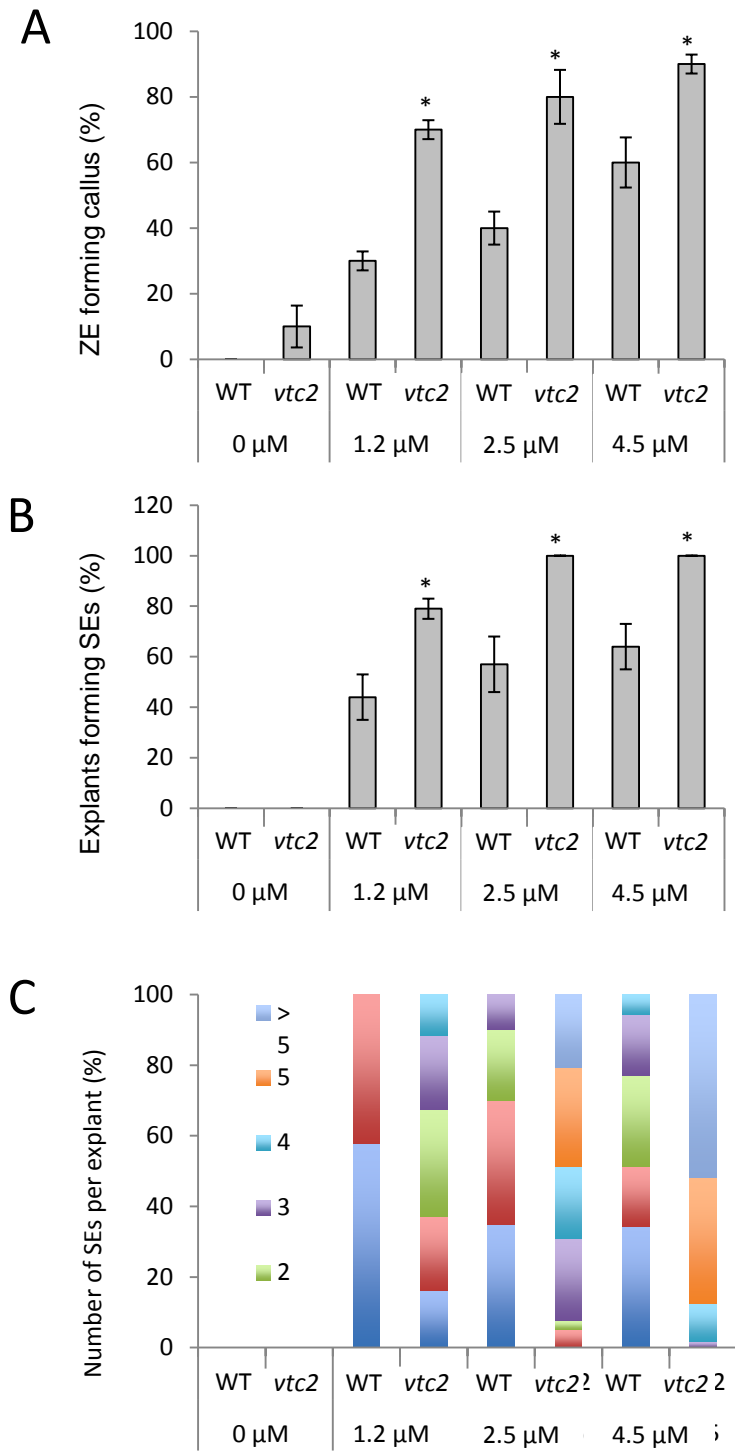 A
ZE forming callus (%)
100
80
60
40
20
0
* * *
WT vtc2 WT vtc2 WT vtc2 WT vtc2
0 µM 1.2 µM 2.5 µM 4.5 µM
B
Explants forming SEs (%)
120
100
80
60
40
20
0
* * *
WT vtc2 WT vtc2 WT vtc2 WT vtc2
0 µM 1.2 µM 2.5 µM 4.5 µM
C
Number of SEs per explant (%)
100
80
60
40
20
0
>
5
5
4
3
2
WT vtc2 WT vtc2 WT vtc2 2 WT vtc2 2
0 µM 1.2 µM 2.5 µM 4.5 µM